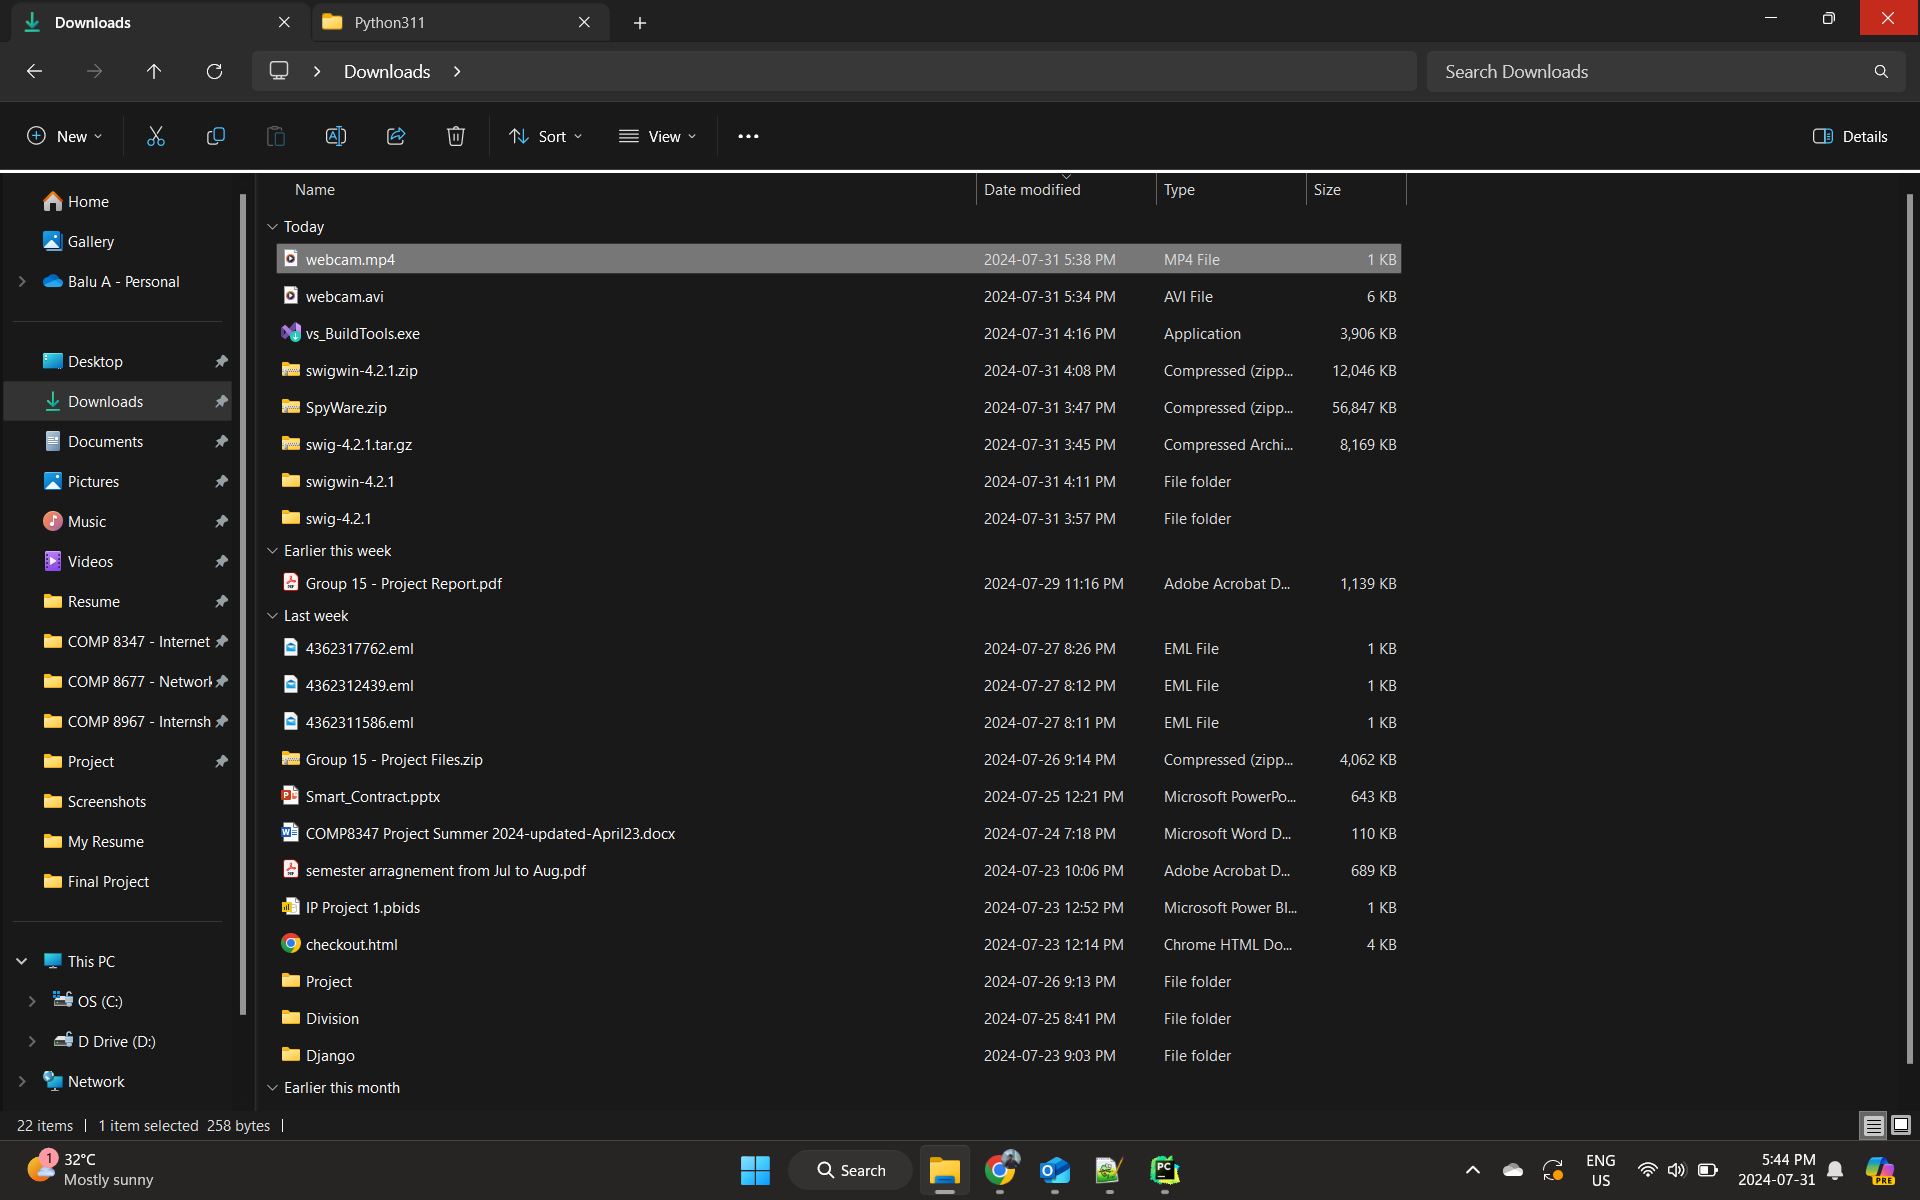 Downloads
Python311
Downloads
Search Downloads
New
Sort
View
Details
Name Date modified Type Size
Home
Gallery
Balu A - Personal
Desktop
Downloads
Documents
Pictures
Music
Videos
Resume
COMP 8347 - Internet
COMP 8677 - Network
COMP 8967 - Internsh
Project
Screenshots
My Resume
Final Project
This PC
OS (C:)
D Drive (D:)
Network
Today
webcam.mp4 2024-07-31 5:38 PM MP4 File 1 KB
webcam.avi 2024-07-31 5:34 PM AVI File 6 KB
vs_BuildTools.exe 2024-07-31 4:16 PM Application 3,906 KB
swigwin-4.2.1.zip 2024-07-31 4:08 PM Compressed (zipp... 12,046 KB
SpyWare.zip 2024-07-31 3:47 PM Compressed (zipp... 56,847 KB
swig-4.2.1.tar.gz 2024-07-31 3:45 PM Compressed Archi... 8,169 KB
swigwin-4.2.1 2024-07-31 4:11 PM File folder
swig-4.2.1 2024-07-31 3:57 PM File folder
Earlier this week
Group 15 - Project Report.pdf 2024-07-29 11:16 PM Adobe Acrobat D... 1,139 KB
Last week
4362317762.eml 2024-07-27 8:26 PM EML File 1 KB
4362312439.eml 2024-07-27 8:12 PM EML File 1 KB
4362311586.eml 2024-07-27 8:11 PM EML File 1 KB
Group 15 - Project Files.zip 2024-07-26 9:14 PM Compressed (zipp... 4,062 KB
Smart_Contract.pptx 2024-07-25 12:21 PM Microsoft PowerPo... 643 KB
COMP8347 Project Summer 2024-updated-April23.docx 2024-07-24 7:18 PM Microsoft Word D... 110 KB
semester arragnement from Jul to Aug.pdf 2024-07-23 10:06 PM Adobe Acrobat D... 689 KB
IP Project 1.pbids 2024-07-23 12:52 PM Microsoft Power BI... 1 KB
checkout.html 2024-07-23 12:14 PM Chrome HTML Do... 4 KB
Project 2024-07-26 9:13 PM File folder
Division 2024-07-25 8:41 PM File folder
Django 2024-07-23 9:03 PM File folder
Earlier this month
22 items 1 item selected 258 bytes
1
32°C
Mostly sunny
Search
PC
ENG
US
5:44 PM
2024-07-31
PRE